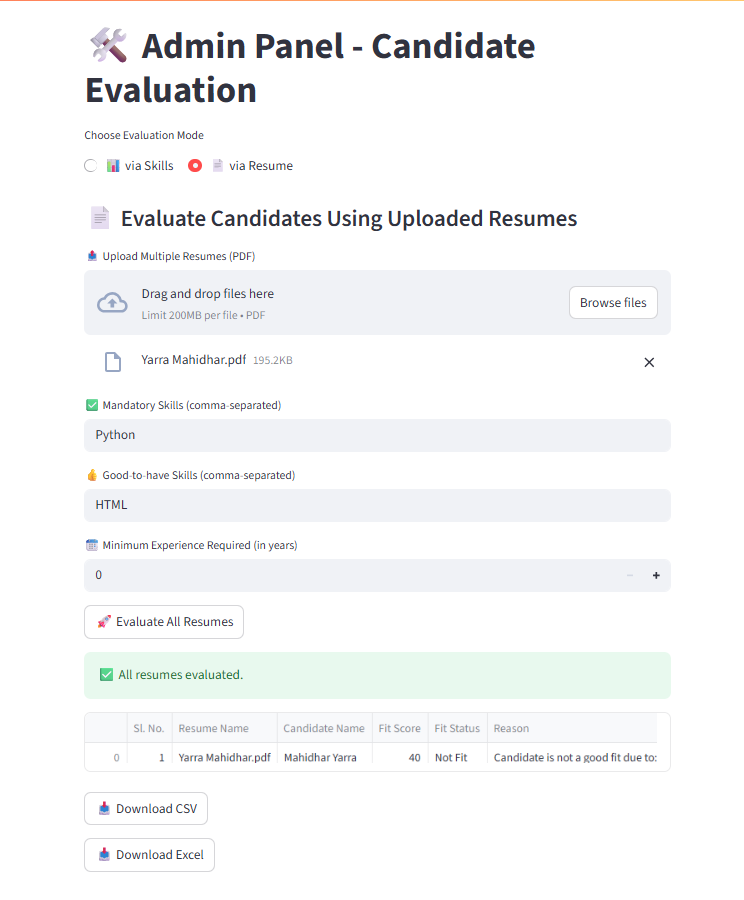 🛠️ Admin Panel - Candidate
Evaluation
Choose Evaluation Mode
📊 via Skills 📄 via Resume
📄 Evaluate Candidates Using Uploaded Resumes
📤 Upload Multiple Resumes (PDF)
Drag and drop files here
Limit 200MB per file • PDF
Browse files
Yarra Mahidhar.pdf 195.2KB
✅ Mandatory Skills (comma-separated)
Python
👍 Good-to-have Skills (comma-separated)
HTML
📅 Minimum Experience Required (in years)
0
🚀 Evaluate All Resumes
✅ All resumes evaluated.
Sl. No. Resume Name Candidate Name Fit Score Fit Status Reason
0 1 Yarra Mahidhar.pdf Mahidhar Yarra 40 Not Fit Candidate is not a good fit due to:
📥 Download CSV
📥 Download Excel